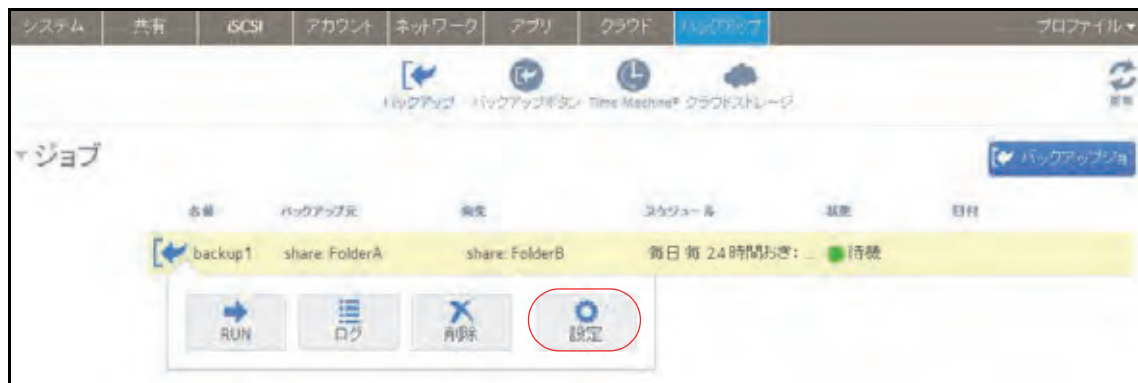 システム 共有 iSCSI アカウント ネットワーク アプリ クラウド バックアップ プロファイル
バックアップ バックアップボタン Time Machine® クラウドストレージ 更新
ジョブ
バックアップジョ
名前 バックアップ元 宛先 スケジュール 状態 日付
backup1 share: FolderA share: FolderB 毎日 毎 24 時間おき: ... 待機
RUN ログ 削除 設定